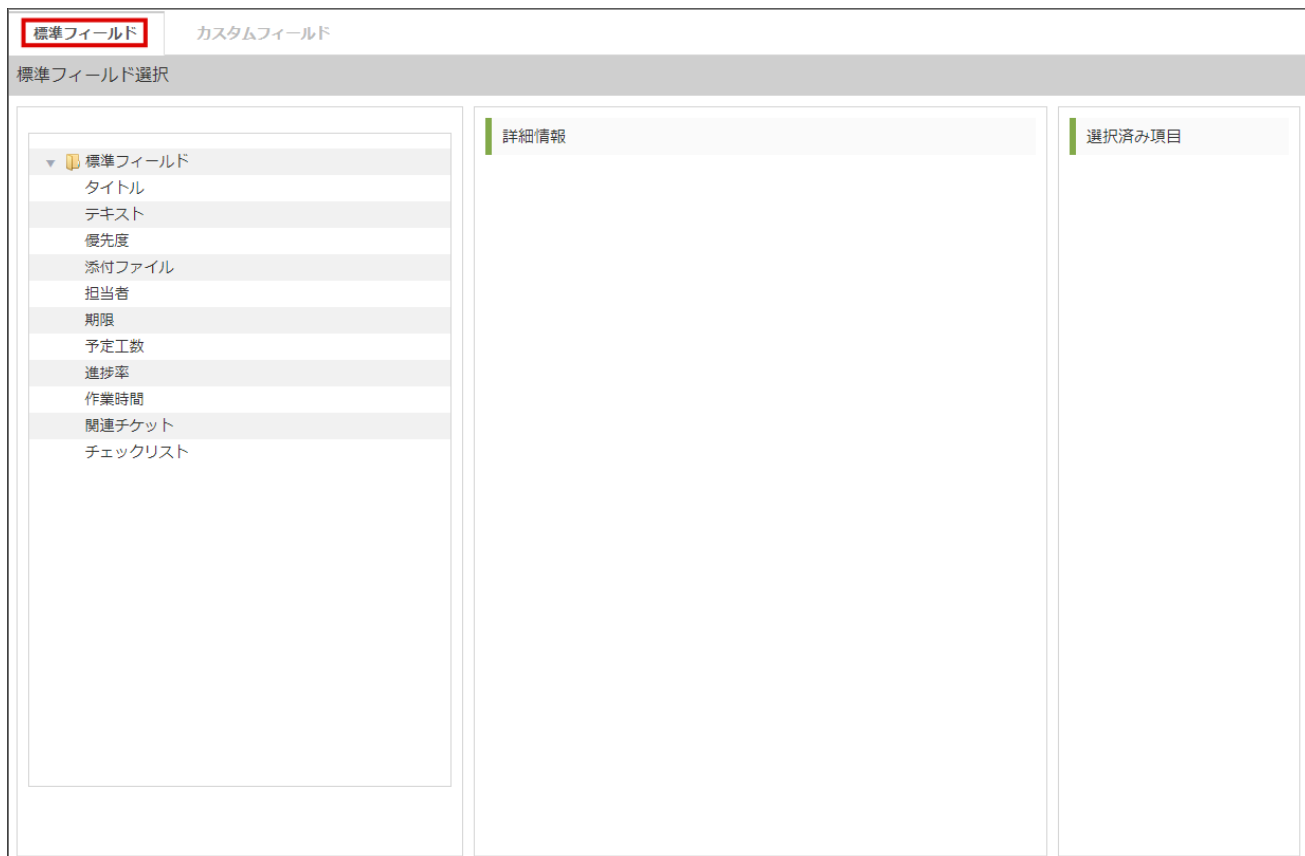 標準フィールド
カスタムフィールド
標準フィールド選択
標準フィールド
タイトル
テキスト
優先度
添付ファイル
担当者
期限
予定工数
進捗率
作業時間
関連チケット
チェックリスト
詳細情報
選択済み項目